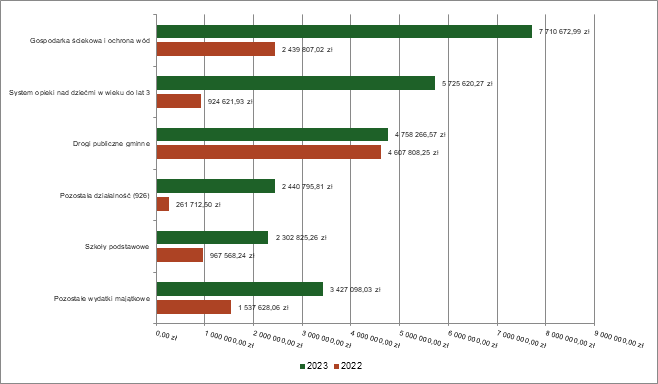 Gospodarka ściekowa i ochrona wód
7 710 672,99 zł
2 439 807,02 zł
System opieki nad dziećmi w wieku do lat 3
5 725 620,27 zł
924 621,93 zł
Drogi publiczne gminne
4 758 266,57 zł
4 607 808,25 zł
Pozostała działalność (926)
2 440 795,81 zł
261 712,50 zł
Szkoły podstawowe
2 302 825,26 zł
967 568,24 zł
Pozostałe wydatki majątkowe
3 427 098,03 zł
1 537 628,06 zł
0,00 zł
1 000 000,00 zł
2 000 000,00 zł
3 000 000,00 zł
4 000 000,00 zł
5 000 000,00 zł
6 000 000,00 zł
7 000 000,00 zł
8 000 000,00 zł
9 000 000,00 zł
2023 2022